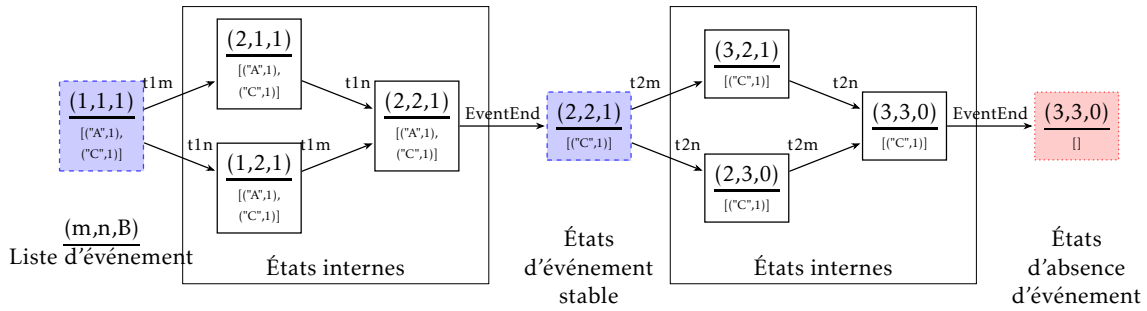 (1,1,1)
[("A",1),
("C",1)]
t1m
t1n
(2,1,1)
[("A",1),
("C",1)]
(1,2,1)
[("A",1),
("C",1)]
t1n
t1m
(2,2,1)
[("A",1),
("C",1)]
EventEnd
(2,2,1)
[("C",1)]
t2m
t2n
(3,2,1)
[("C",1)]
(2,3,0)
[("C",1)]
t2n
t2m
(3,3,0)
[("C",1)]
EventEnd
(3,3,0)
[]
(m,n,B)
Liste d'événement
États internes
États
d'événement
stable
États internes
États
d'absence
d'événement